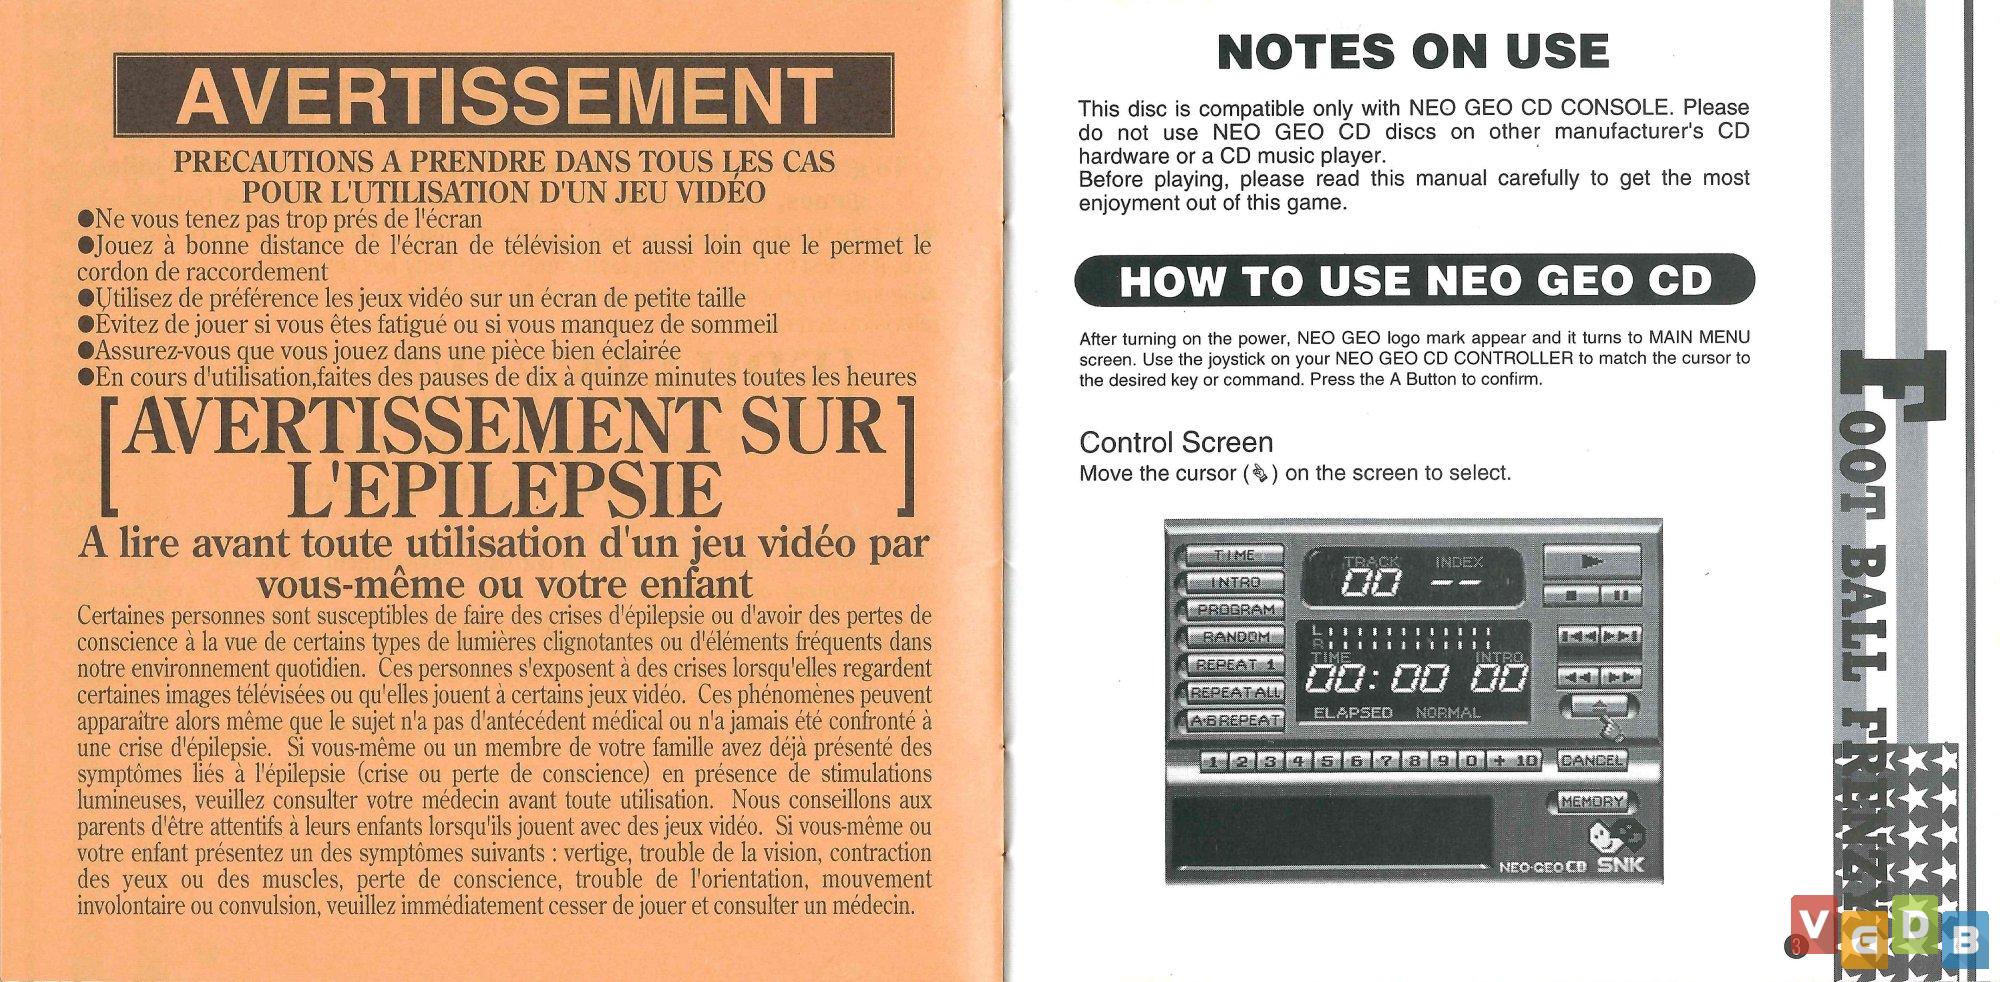 AVERTISSEMENT
PRECAUTIONS A PRENDRE DANS TOUS LES CAS
POUR L'UTILISATION D'UN JEU VIDÉO
●Ne vous tenez pas trop prés de l'écran
●Jouez à bonne distance de l'écran de télévision et aussi loin que le permet le
cordon de raccordement
●Utilisez de préférence les jeux vidéo sur un écran de petite taille
●Évitez de jouer si vous êtes fatigué ou si vous manquez de sommeil
●Assurez-vous que vous jouez dans une pièce bien éclairée
●En cours d'utilisation,faites des pauses de dix à quinze minutes toutes les heures
[AVERTISSEMENT SUR
L'EPILEPSIE]
A lire avant toute utilisation d'un jeu vidéo par
vous-même ou votre enfant
Certaines personnes sont susceptibles de faire des crises d'épilepsie ou d'avoir des pertes de
conscience à la vue de certains types de lumières clignotantes ou d'éléments fréquents dans
notre environnement quotidien. Ces personnes s'exposent à des crises lorsqu'elles regardent
certaines images télévisées ou qu'elles jouent à certains jeux vidéo. Ces phénomènes peuvent
apparaître alors même que le sujet n'a pas d'antécédent médical ou n'a jamais été confronté à
une crise d'épilepsie. Si vous-même ou un membre de votre famille avez déjà présenté des
symptômes liés à l'épilepsie (crise ou perte de conscience) en présence de stimulations
lumineuses, veuillez consulter votre médecin avant toute utilisation. Nous conseillons aux
parents d'être attentifs à leurs enfants lorsqu'ils jouent avec des jeux vidéo. Si vous-même ou
votre enfant présentez un des symptômes suivants : vertige, trouble de la vision, contraction
des yeux ou des muscles, perte de conscience, trouble de l'orientation, mouvement
involontaire ou convulsion, veuillez immédiatement cesser de jouer et consulter un médecin.
NOTES ON USE
This disc is compatible only with NEO GEO CD CONSOLE. Please
do not use NEO GEO CD discs on other manufacturer's CD
hardware or a CD music player.
Before playing, please read this manual carefully to get the most
enjoyment out of this game.
HOW TO USE NEO GEO CD
After turning on the power, NEO GEO logo mark appear and it turns to MAIN MENU
screen. Use the joystick on your NEO GEO CD CONTROLLER to match the cursor to
the desired key or command. Press the A Button to confirm.
Control Screen
Move the cursor ( ) on the screen to select.
TIME
INTRO
PROGRAM
RANDOM
REPEAT 1
REPEAT ALL
A-B REPEAT
TRACK INDEX
00 --
L
R
TIME INTRO
00:00 00
ELAPSED NORMAL
1 2 3 4 5 6 7 8 9 0 + 10 CANCEL
MEMORY
NEO·GEO CD SNK
FOOT BALL FRENZY
3
VGDB